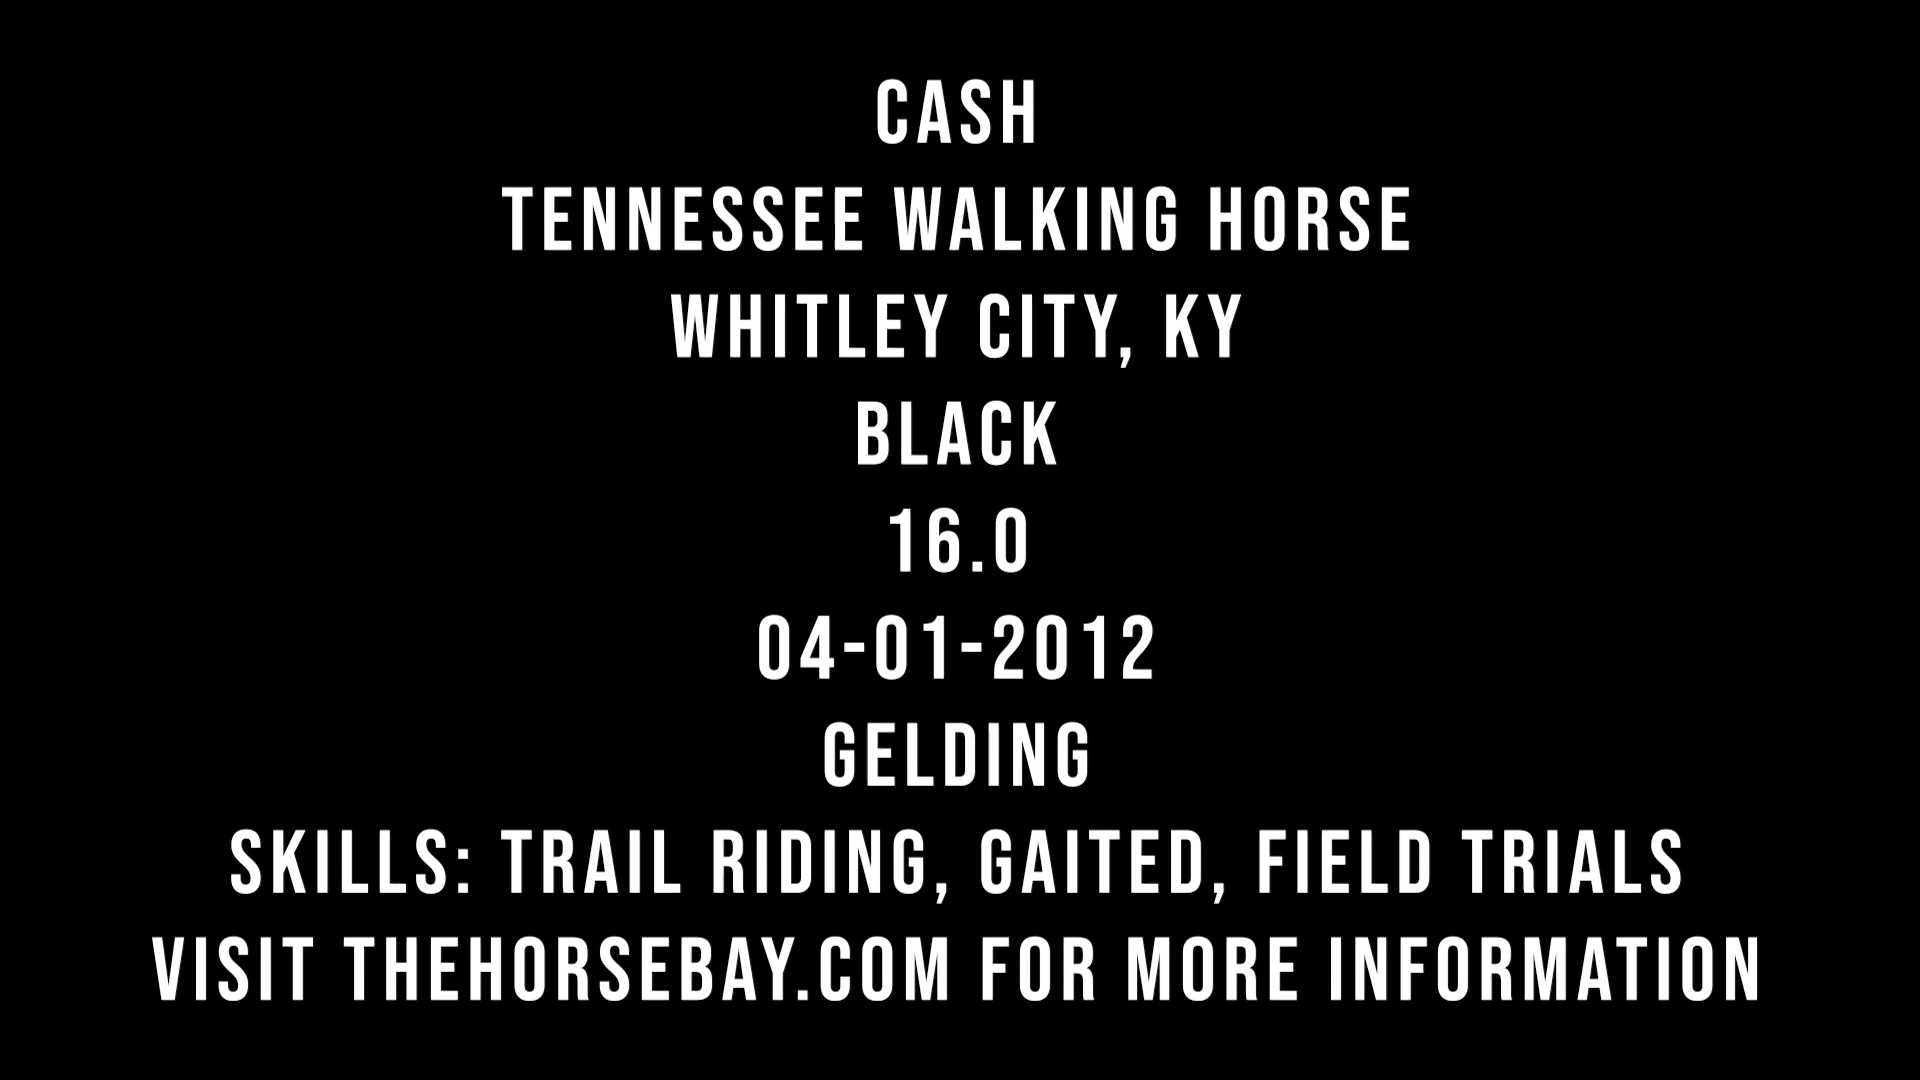 CASH
TENNESSEE WALKING HORSE
WHITLEY CITY, KY
BLACK
16.0
04-01-2012
GELDING
SKILLS: TRAIL RIDING, GAITED, FIELD TRIALS
VISIT THEHORSEBAY.COM FOR MORE INFORMATION